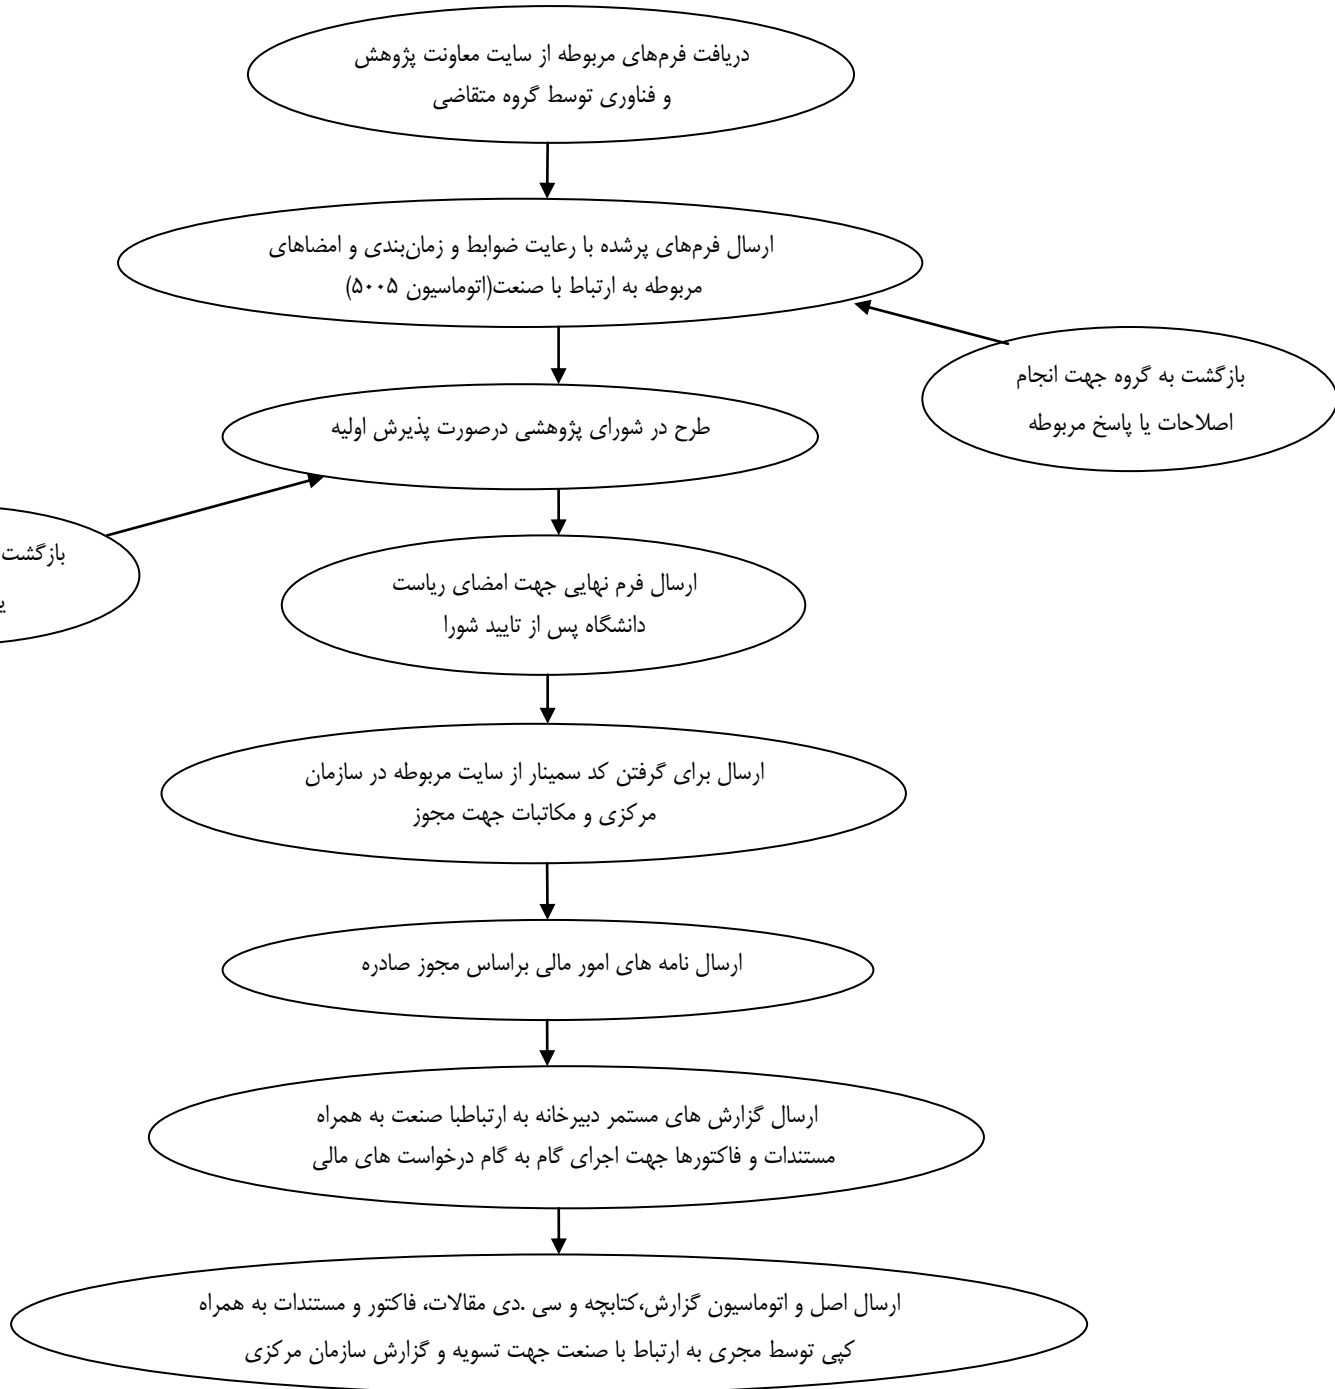 دریافت فرم‌های مربوطه از سایت معاونت پژوهش
و فناوری توسط گروه متقاضی
ارسال فرم‌های پرشده با رعایت ضوابط و زمان‌بندی و امضاهای
مربوطه به ارتباط با صنعت(اتوماسیون ۵۰۰۵)
بازگشت به گروه جهت انجام
اصلاحات یا پاسخ مربوطه
طرح در شورای پژوهشی درصورت پذیرش اولیه
بازگشت
ارسال فرم نهایی جهت امضای ریاست
دانشگاه پس از تایید شورا
ارسال برای گرفتن کد سمینار از سایت مربوطه در سازمان
مرکزی و مکاتبات جهت مجوز
ارسال نامه های امور مالی براساس مجوز صادره
ارسال گزارش های مستمر دبیرخانه به ارتباطبا صنعت به همراه
مستندات و فاکتورها جهت اجرای گام به گام درخواست های مالی
ارسال اصل و اتوماسیون گزارش،کتابچه و سی .دی مقالات، فاکتور و مستندات به همراه
کپی توسط مجری به ارتباط با صنعت جهت تسویه و گزارش سازمان مرکزی